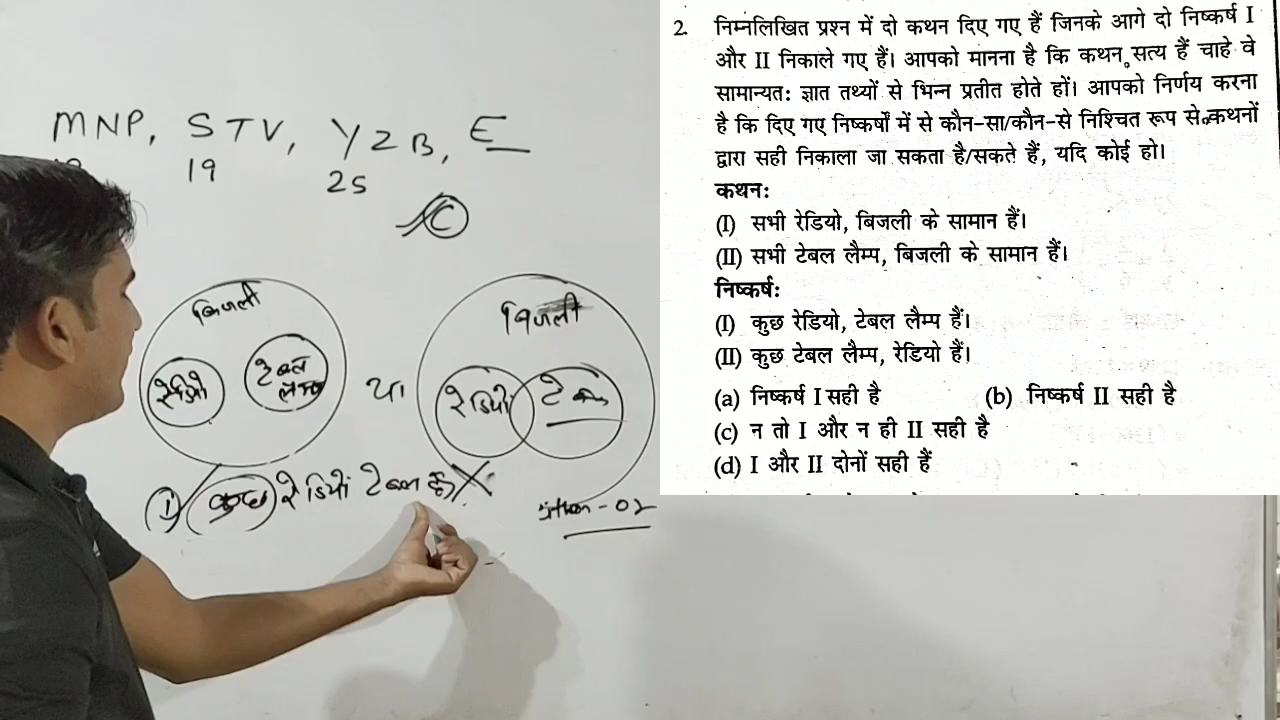 MNP, STV, YZB, E
19
25
C
बिजली
रेडियो
टेबल लैम्प
या
बिजली
रेडियो
टेबल
(I) कुछ रेडियो टेबल है X
- 02
2. निम्नलिखित प्रश्न में दो कथन दिए गए हैं जिनके आगे दो निष्कर्ष I
और II निकाले गए हैं। आपको मानना है कि कथन सत्य हैं चाहे वे
सामान्यतः ज्ञात तथ्यों से भिन्न प्रतीत होते हों। आपको निर्णय करना
है कि दिए गए निष्कर्षों में से कौन-सा/कौन-से निश्चित रूप से कथनों
द्वारा सही निकाला जा सकता है/सकते हैं, यदि कोई हो।
कथनः
(I) सभी रेडियो, बिजली के सामान हैं।
(II) सभी टेबल लैम्प, बिजली के सामान हैं।
निष्कर्षः
(I) कुछ रेडियो, टेबल लैम्प हैं।
(II) कुछ टेबल लैम्प, रेडियो हैं।
(a) निष्कर्ष I सही है (b) निष्कर्ष II सही है
(c) न तो I और न ही II सही है
(d) I और II दोनों सही हैं